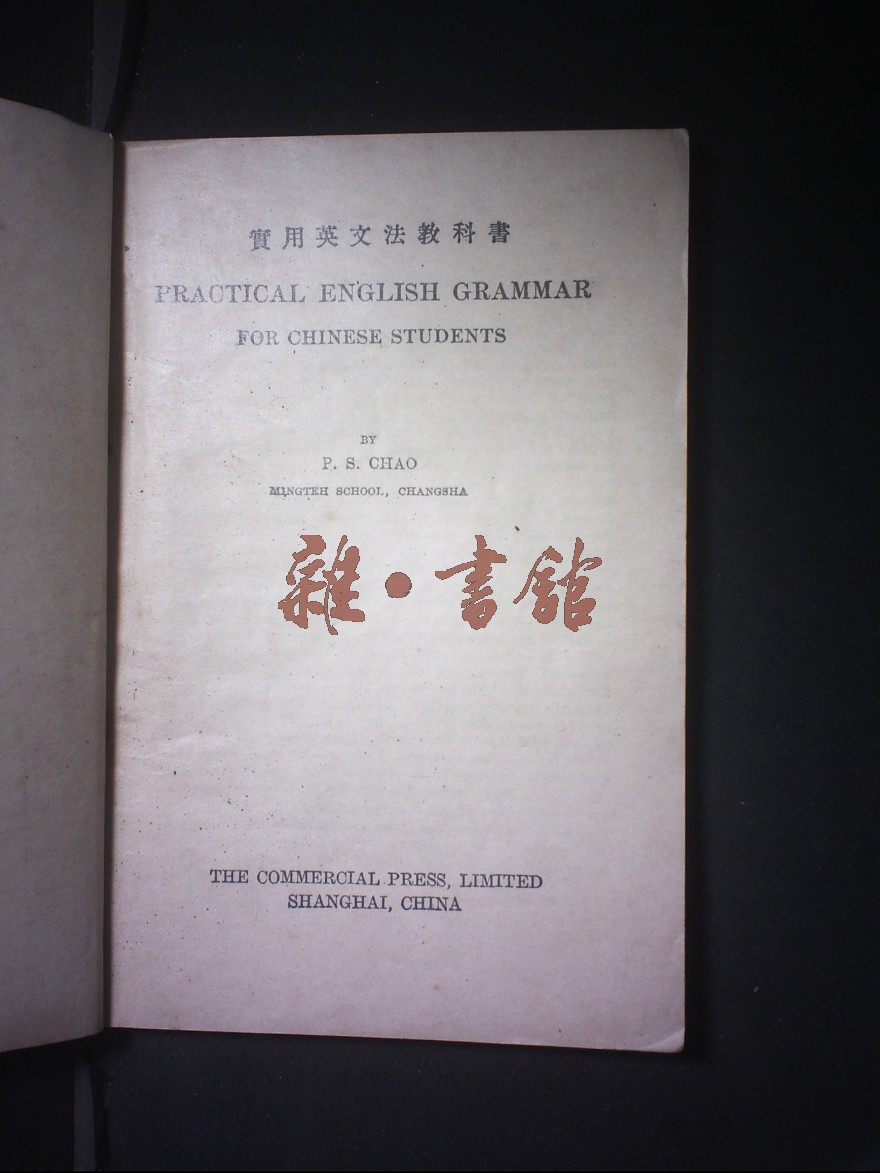 實用英文法教科書
PRACTICAL ENGLISH GRAMMAR
FOR CHINESE STUDENTS
BY
P. S. CHAO
MINGTEH SCHOOL, CHANGSHA
雜•書館
THE COMMERCIAL PRESS, LIMITED
SHANGHAI, CHINA